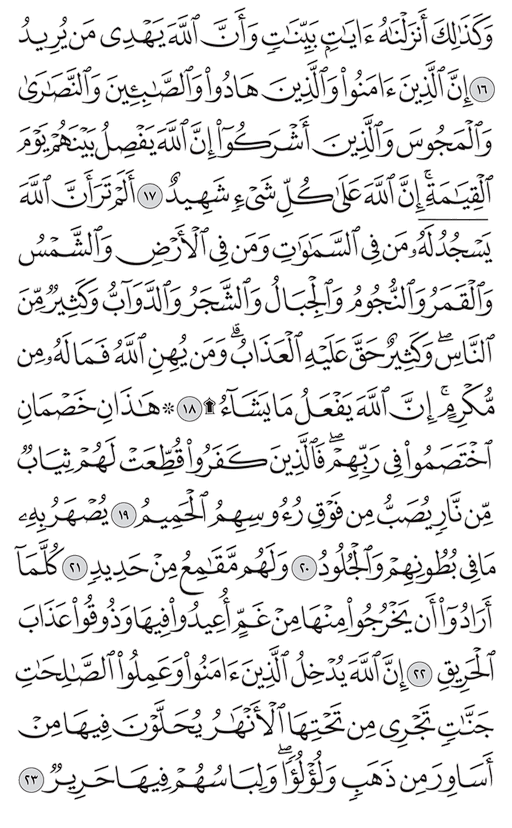 وَكَذَٰلِكَ أَنزَلْنَٰهُ ءَايَٰتٍۭ بَيِّنَٰتٍ وَأَنَّ ٱللَّهَ يَهْدِى مَن يُرِيدُ
١٦ إِنَّ ٱلَّذِينَ ءَامَنُوا۟ وَٱلَّذِينَ هَادُوا۟ وَٱلصَّٰبِـِٔينَ وَٱلنَّصَٰرَىٰ
وَٱلْمَجُوسَ وَٱلَّذِينَ أَشْرَكُوٓا۟ إِنَّ ٱللَّهَ يَفْصِلُ بَيْنَهُمْ يَوْمَ
ٱلْقِيَٰمَةِ ۚ إِنَّ ٱللَّهَ عَلَىٰ كُلِّ شَىْءٍ شَهِيدٌ ١٧ أَلَمْ تَرَ أَنَّ ٱللَّهَ
يَسْجُدُ لَهُۥ مَن فِى ٱلسَّمَٰوَٰتِ وَمَن فِى ٱلْأَرْضِ وَٱلشَّمْسُ
وَٱلْقَمَرُ وَٱلنُّجُومُ وَٱلْجِبَالُ وَٱلشَّجَرُ وَٱلدَّوَآبُّ وَكَثِيرٌ مِّنَ
ٱلنَّاسِ ۖ وَكَثِيرٌ حَقَّ عَلَيْهِ ٱلْعَذَابُ ۗ وَمَن يُهِنِ ٱللَّهُ فَمَا لَهُۥ مِن
مُّكْرِمٍ ۚ إِنَّ ٱللَّهَ يَفْعَلُ مَا يَشَآءُ ۩ ١٨ ۞ هَٰذَانِ خَصْمَانِ
ٱخْتَصَمُوا۟ فِى رَبِّهِمْ ۖ فَٱلَّذِينَ كَفَرُوا۟ قُطِّعَتْ لَهُمْ ثِيَابٌ
مِّن نَّارٍ يُصَبُّ مِن فَوْقِ رُءُوسِهِمُ ٱلْحَمِيمُ ١٩ يُصْهَرُ بِهِۦ
مَا فِى بُطُونِهِمْ وَٱلْجُلُودُ ٢٠ وَلَهُم مَّقَٰمِعُ مِنْ حَدِيدٍ ٢١ كُلَّمَآ
أَرَادُوٓا۟ أَن يَخْرُجُوا۟ مِنْهَا مِنْ غَمٍّ أُعِيدُوا۟ فِيهَا وَذُوقُوا۟ عَذَابَ
ٱلْحَرِيقِ ٢٢ إِنَّ ٱللَّهَ يُدْخِلُ ٱلَّذِينَ ءَامَنُوا۟ وَعَمِلُوا۟ ٱلصَّٰلِحَٰتِ
جَنَّٰتٍ تَجْرِى مِن تَحْتِهَا ٱلْأَنْهَٰرُ يُحَلَّوْنَ فِيهَا مِنْ
أَسَاوِرَ مِن ذَهَبٍ وَلُؤْلُؤًا ۖ وَلِبَاسُهُمْ فِيهَا حَرِيرٌ ٢٣